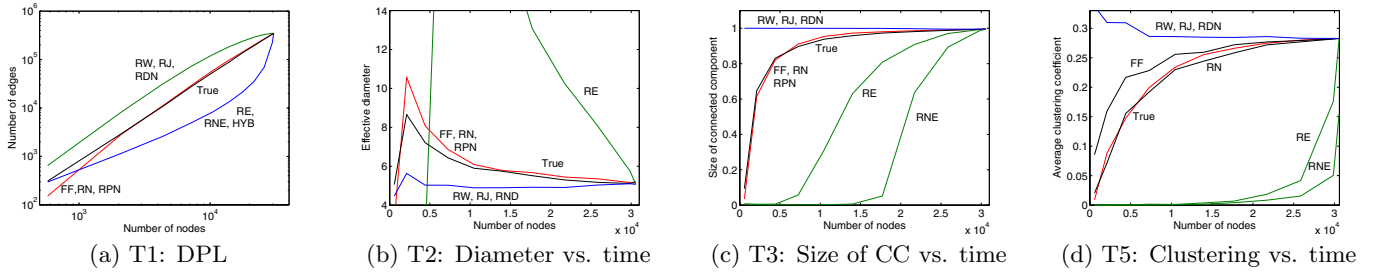 10^6
10^5
10^4
10^3
10^2
Number of edges
RW, RJ,
RDN
True
RE,
RNE, HYB
FF,RN, RPN
10^3
10^4
Number of nodes
(a) T1: DPL
14
12
10
8
6
4
Effective diameter
RE
FF, RN,
RPN
True
RW, RJ, RND
0
0.5
1
1.5
2
2.5
3
Number of nodes
x 10^4
(b) T2: Diameter vs. time
1
0.8
0.6
0.4
0.2
0
Size of connected component
RW, RJ, RDN
True
FF, RN
RPN
RE
RNE
0
0.5
1
1.5
2
2.5
3
Number of nodes
x 10^4
(c) T3: Size of CC vs. time
0.3
0.25
0.2
0.15
0.1
0.05
0
Average clustering coefficient
RW, RJ, RDN
FF
RN
True
RE
RNE
0
0.5
1
1.5
2
2.5
3
Number of nodes
x 10^4
(d) T5: Clustering vs. time